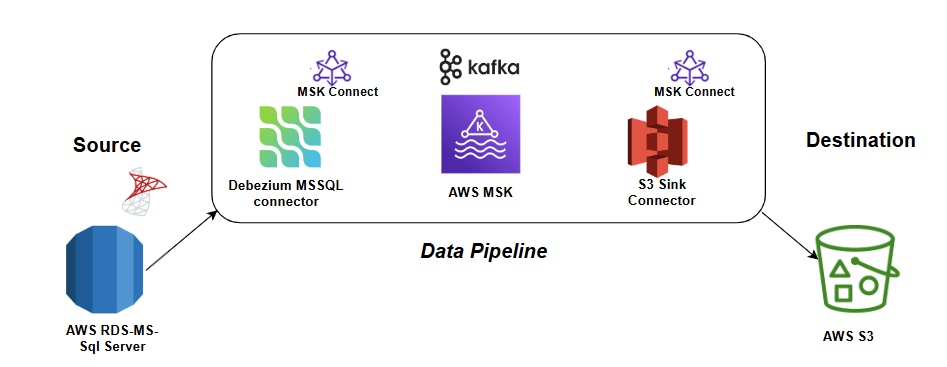 kafka
MSK Connect
MSK Connect
Source
Destination
K
Debezium MSSQL
connector
AWS MSK
S3 Sink
Connector
Data Pipeline
AWS RDS-MS-
Sql Server
AWS S3